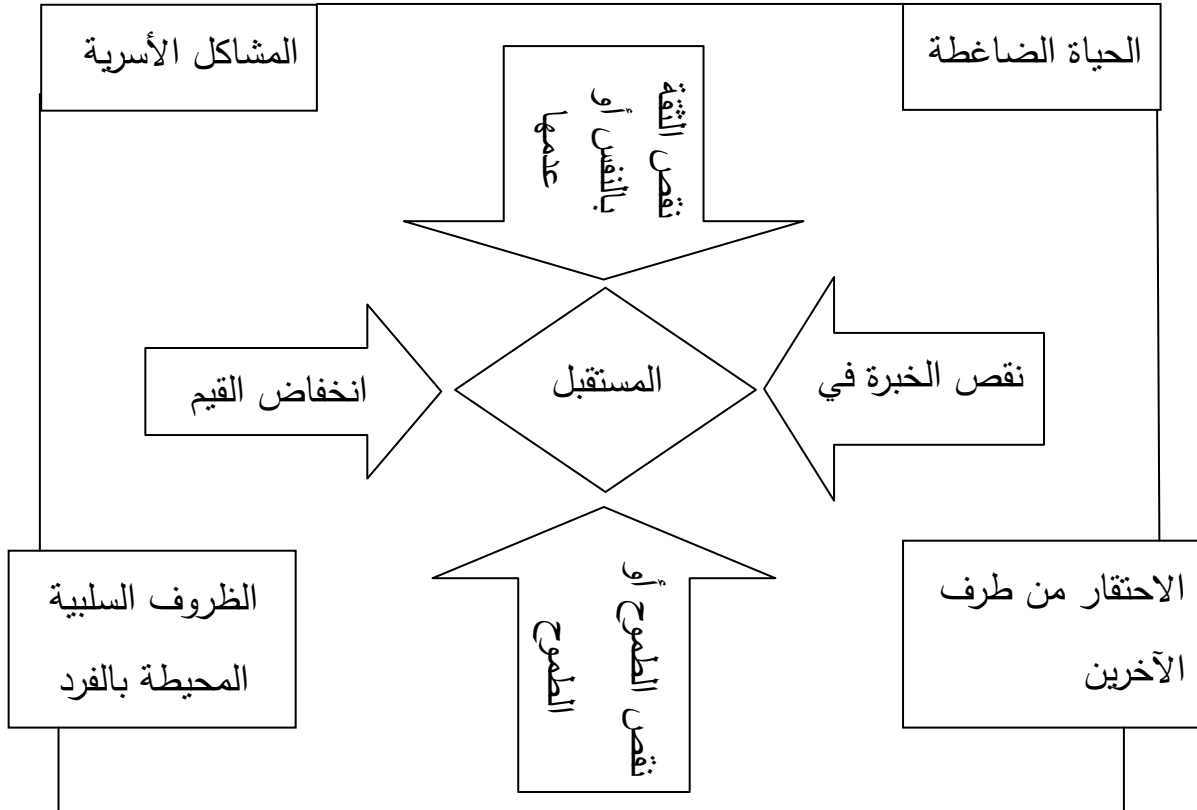 الحياة الضاغطة
المشاكل الأسرية
نقص الثقة
بالنفس أو
عدمها
نقص الخبرة في
المستقبل
انخفاض القيم
نقص الطموح أو
الطموح
الاحتقار من طرف
الآخرين
الظروف السلبية
المحيطة بالفرد